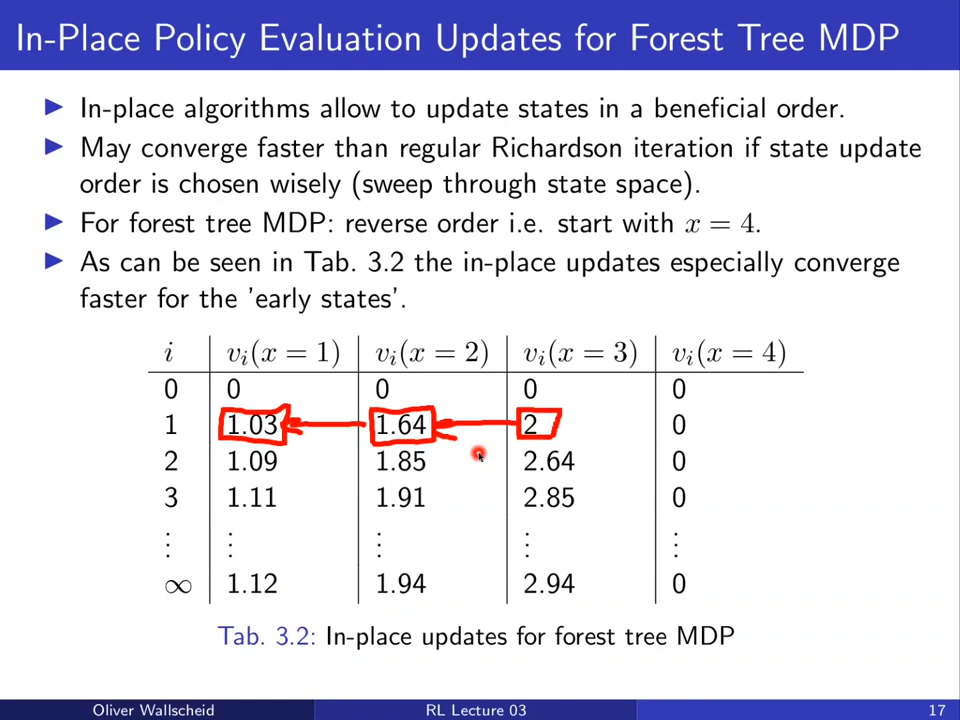 In-Place Policy Evaluation Updates for Forest Tree MDP
In-place algorithms allow to update states in a beneficial order.
May converge faster than regular Richardson iteration if state update
order is chosen wisely (sweep through state space).
For forest tree MDP: reverse order i.e. start with x = 4.
As can be seen in Tab. 3.2 the in-place updates especially converge
faster for the 'early states'.
i vᵢ(x = 1) vᵢ(x = 2) vᵢ(x = 3) vᵢ(x = 4)
0 0 0 0 0
1 1.03 1.64 2 0
2 1.09 1.85 2.64 0
3 1.11 1.91 2.85 0
⋮ ⋮ ⋮ ⋮ ⋮
∞ 1.12 1.94 2.94 0
Tab. 3.2: In-place updates for forest tree MDP
Oliver Wallscheid RL Lecture 03 17